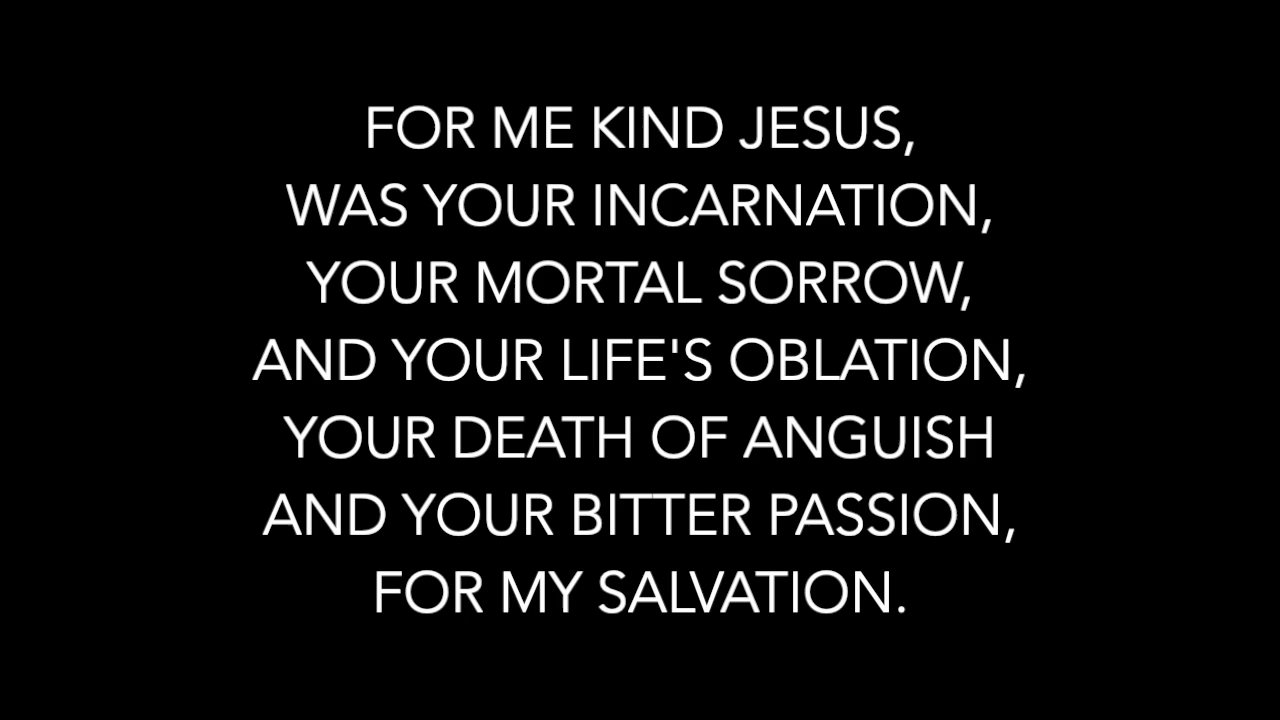 FOR ME KIND JESUS,
WAS YOUR INCARNATION,
YOUR MORTAL SORROW,
AND YOUR LIFE'S OBLATION,
YOUR DEATH OF ANGUISH
AND YOUR BITTER PASSION,
FOR MY SALVATION.